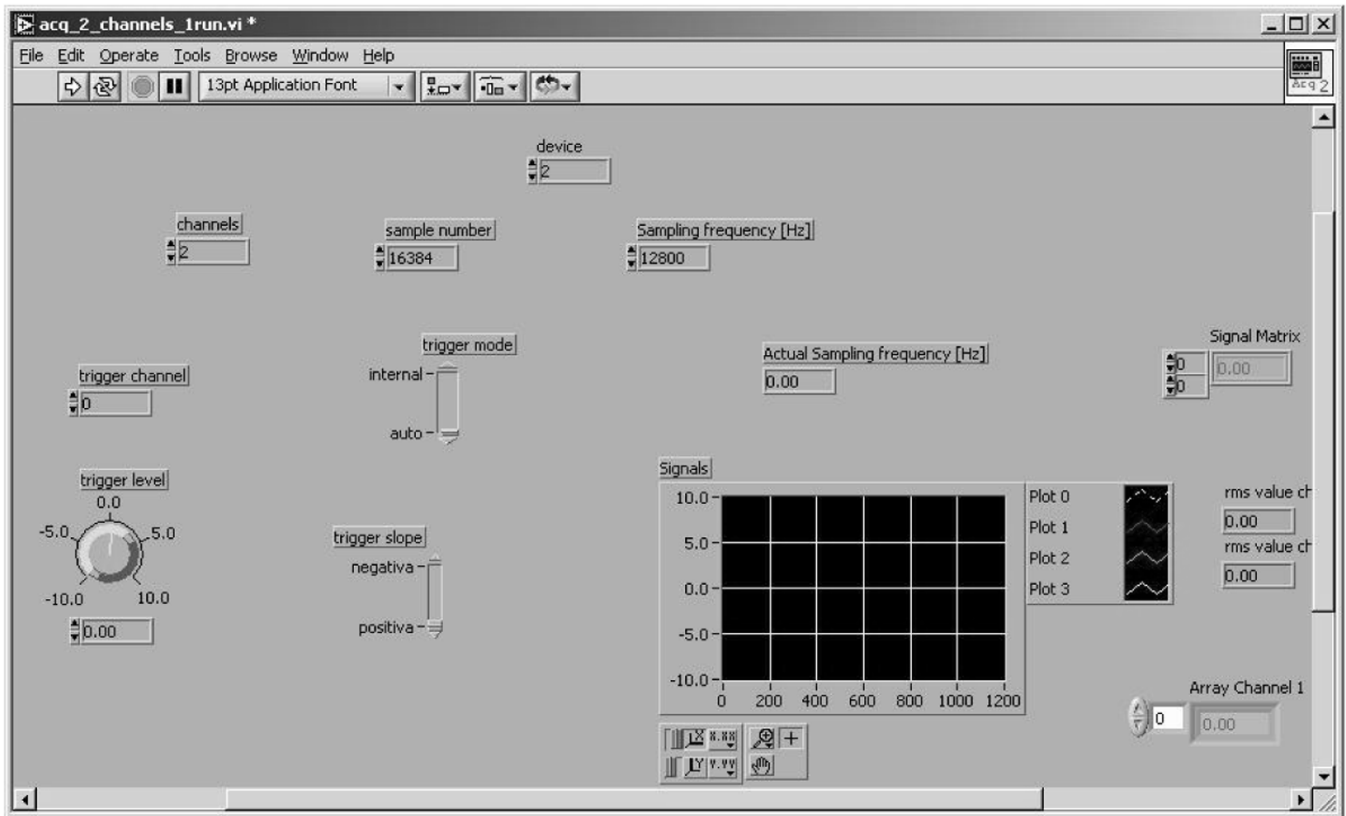 acq_2_channels_1run.vi *
File Edit Operate Tools Browse Window Help
13pt Application Font
Acq 2
device
2
channels
2
sample number
16384
Sampling frequency [Hz]
12800
trigger mode
internal
auto
Actual Sampling frequency [Hz]
0.00
Signal Matrix
0
0
0.00
trigger channel
0
trigger level
0.0
-5.0
5.0
-10.0
10.0
0.00
trigger slope
negativa
positiva
Signals
10.0
5.0
0.0
-5.0
-10.0
0 200 400 600 800 1000 1200
Plot 0
Plot 1
Plot 2
Plot 3
rms value ch
0.00
rms value ch
0.00
Array Channel 1
0
0.00
X X.XX
Y Y.YY